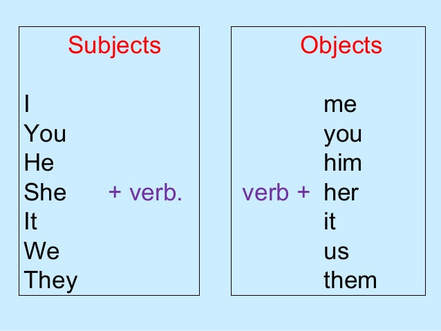 Subjects
I
You
He
She + verb.
It
We
They
Objects
me
you
him
verb + her
it
us
them